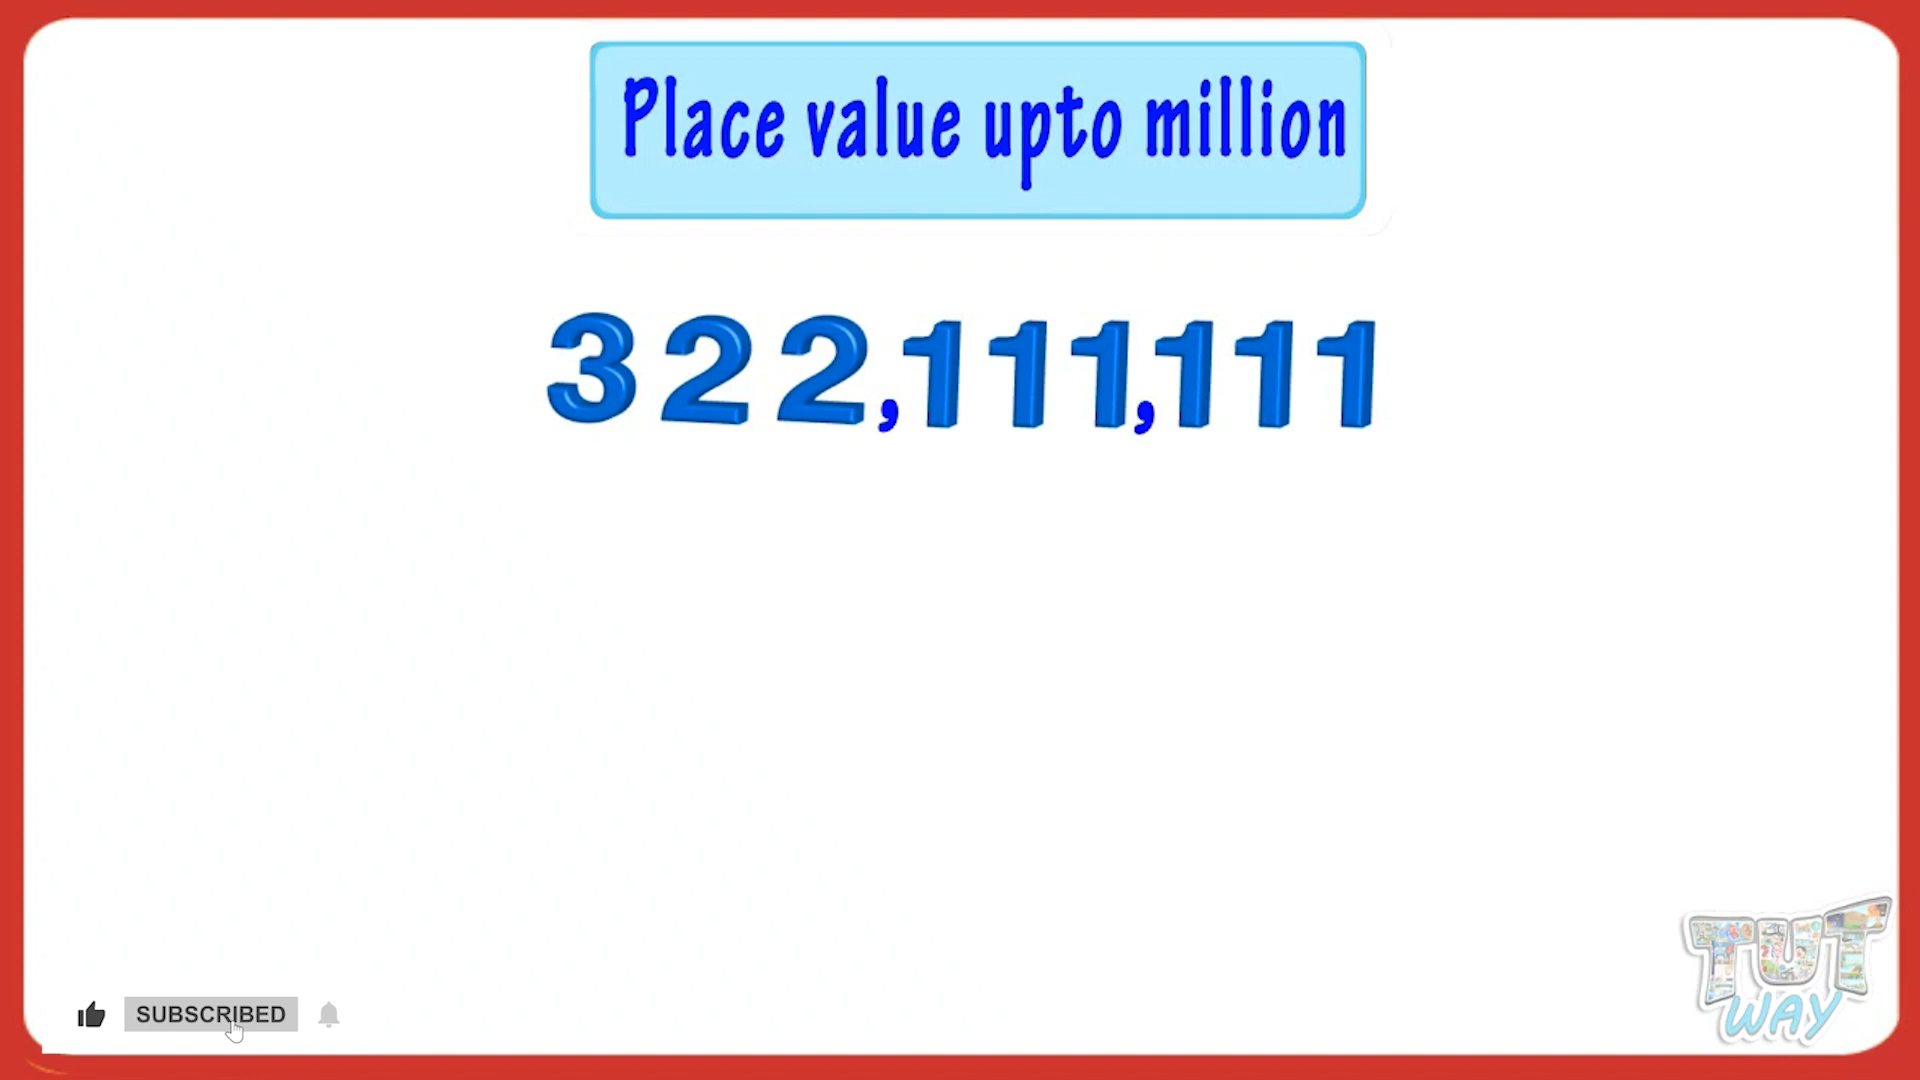 Place value upto million
322,111,111
SUBSCRIBED
TUT
WAY